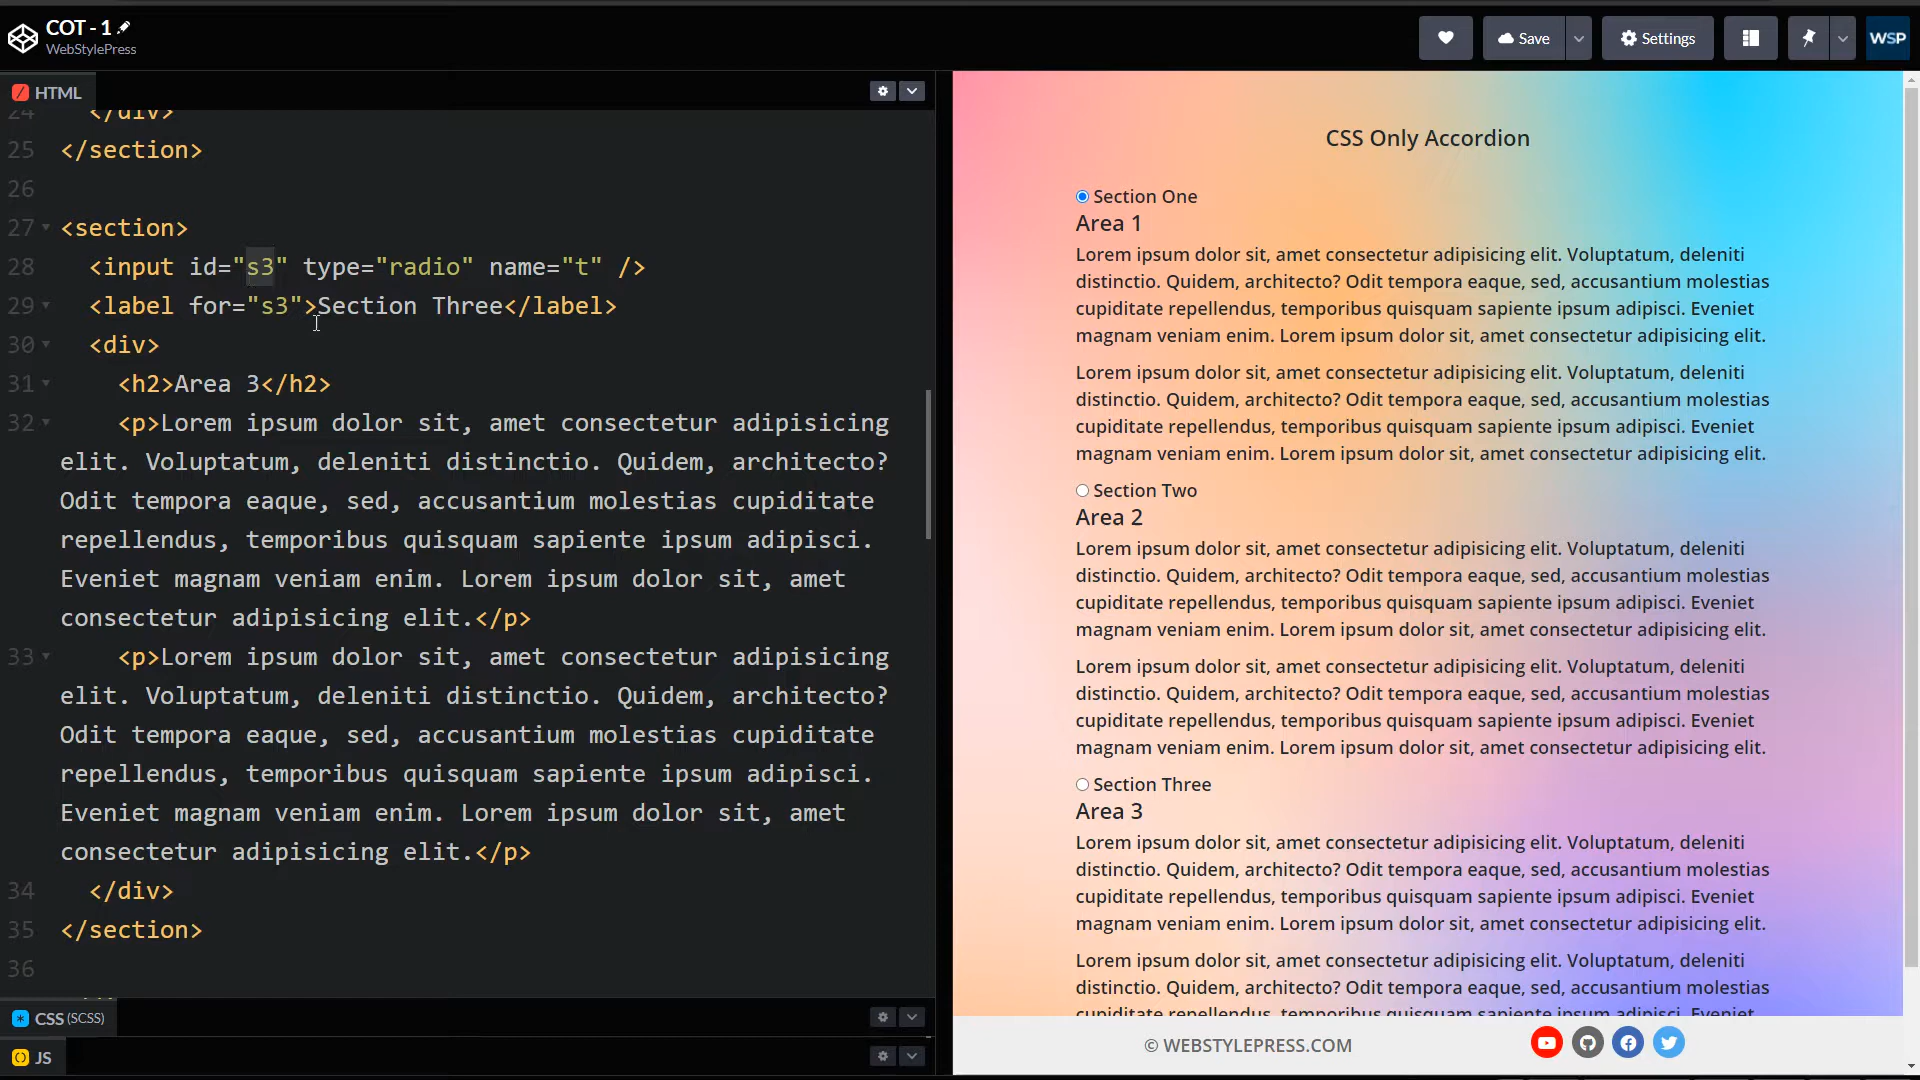 COT - 1
WebStylePress
Save
Settings
WSP
HTML
24 </div>
25 </section>
26
27 <section>
28 <input id="s3" type="radio" name="t" />
29 <label for="s3">Section Three</label>
30 <div>
31 <h2>Area 3</h2>
32 <p>Lorem ipsum dolor sit, amet consectetur adipisicing
elit. Voluptatum, deleniti distinctio. Quidem, architecto?
Odit tempora eaque, sed, accusantium molestias cupiditate
repellendus, temporibus quisquam sapiente ipsum adipisci.
Eveniet magnam veniam enim. Lorem ipsum dolor sit, amet
consectetur adipisicing elit.</p>
33 <p>Lorem ipsum dolor sit, amet consectetur adipisicing
elit. Voluptatum, deleniti distinctio. Quidem, architecto?
Odit tempora eaque, sed, accusantium molestias cupiditate
repellendus, temporibus quisquam sapiente ipsum adipisci.
Eveniet magnam veniam enim. Lorem ipsum dolor sit, amet
consectetur adipisicing elit.</p>
34 </div>
35 </section>
36
CSS (SCSS)
JS
CSS Only Accordion
Section One
Area 1
Lorem ipsum dolor sit, amet consectetur adipisicing elit. Voluptatum, deleniti
distinctio. Quidem, architecto? Odit tempora eaque, sed, accusantium molestias
cupiditate repellendus, temporibus quisquam sapiente ipsum adipisci. Eveniet
magnam veniam enim. Lorem ipsum dolor sit, amet consectetur adipisicing elit.
Lorem ipsum dolor sit, amet consectetur adipisicing elit. Voluptatum, deleniti
distinctio. Quidem, architecto? Odit tempora eaque, sed, accusantium molestias
cupiditate repellendus, temporibus quisquam sapiente ipsum adipisci. Eveniet
magnam veniam enim. Lorem ipsum dolor sit, amet consectetur adipisicing elit.
Section Two
Area 2
Lorem ipsum dolor sit, amet consectetur adipisicing elit. Voluptatum, deleniti
distinctio. Quidem, architecto? Odit tempora eaque, sed, accusantium molestias
cupiditate repellendus, temporibus quisquam sapiente ipsum adipisci. Eveniet
magnam veniam enim. Lorem ipsum dolor sit, amet consectetur adipisicing elit.
Lorem ipsum dolor sit, amet consectetur adipisicing elit. Voluptatum, deleniti
distinctio. Quidem, architecto? Odit tempora eaque, sed, accusantium molestias
cupiditate repellendus, temporibus quisquam sapiente ipsum adipisci. Eveniet
magnam veniam enim. Lorem ipsum dolor sit, amet consectetur adipisicing elit.
Section Three
Area 3
Lorem ipsum dolor sit, amet consectetur adipisicing elit. Voluptatum, deleniti
distinctio. Quidem, architecto? Odit tempora eaque, sed, accusantium molestias
cupiditate repellendus, temporibus quisquam sapiente ipsum adipisci. Eveniet
magnam veniam enim. Lorem ipsum dolor sit, amet consectetur adipisicing elit.
Lorem ipsum dolor sit, amet consectetur adipisicing elit. Voluptatum, deleniti
distinctio. Quidem, architecto? Odit tempora eaque, sed, accusantium molestias
cupiditate repellendus, temporibus quisquam sapiente ipsum adipisci. Eveniet
© WEBSTYLEPRESS.COM